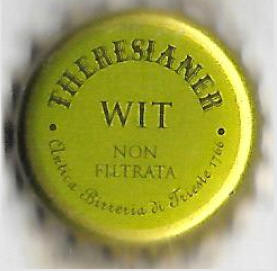 THERESIANER
WIT
NON
FILTRATA
• Antica Birreria di Trieste 1766 •